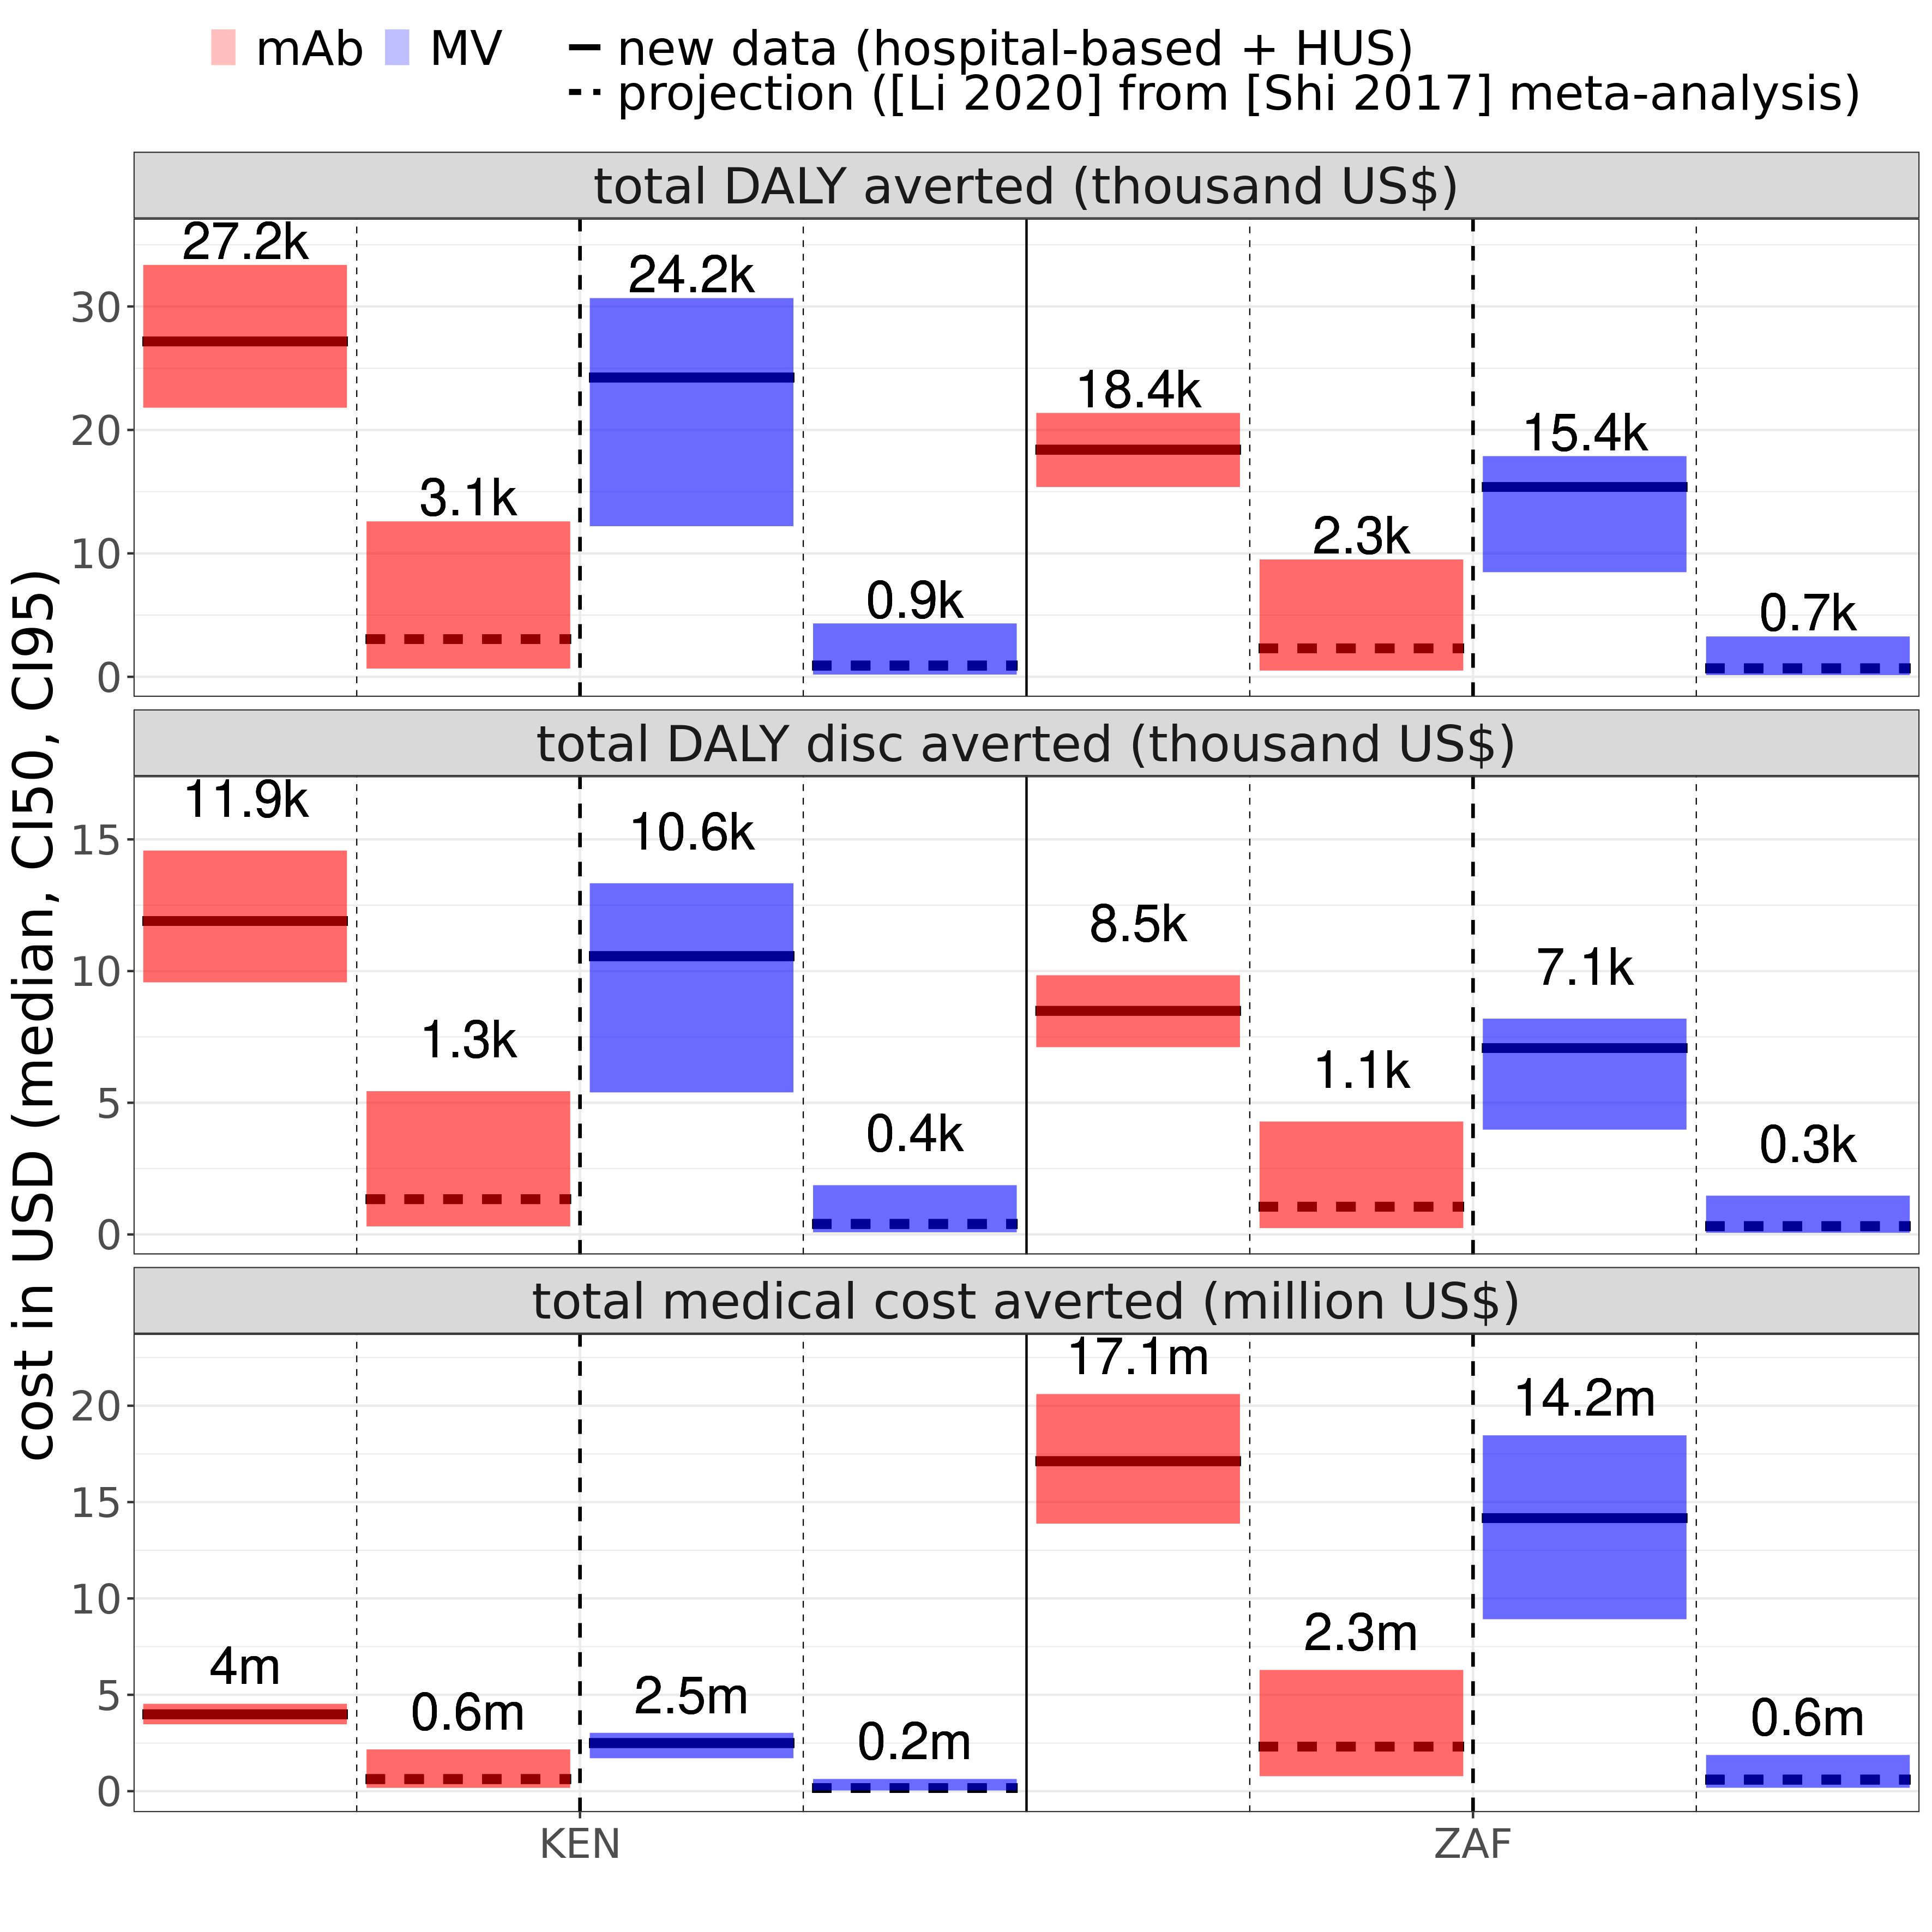 mAb MV new data (hospital-based + HUS)
projection ([Li 2020] from [Shi 2017] meta-analysis)
cost in USD (median, CI50, CI95)
total DALY averted (thousand US$)
27.2k 3.1k 24.2k 0.9k 18.4k 2.3k 15.4k 0.7k
30
20
10
0
total DALY disc averted (thousand US$)
11.9k 1.3k 10.6k 0.4k 8.5k 1.1k 7.1k 0.3k
15
10
5
0
total medical cost averted (million US$)
4m 0.6m 2.5m 0.2m 17.1m 2.3m 14.2m 0.6m
20
15
10
5
0
KEN ZAF